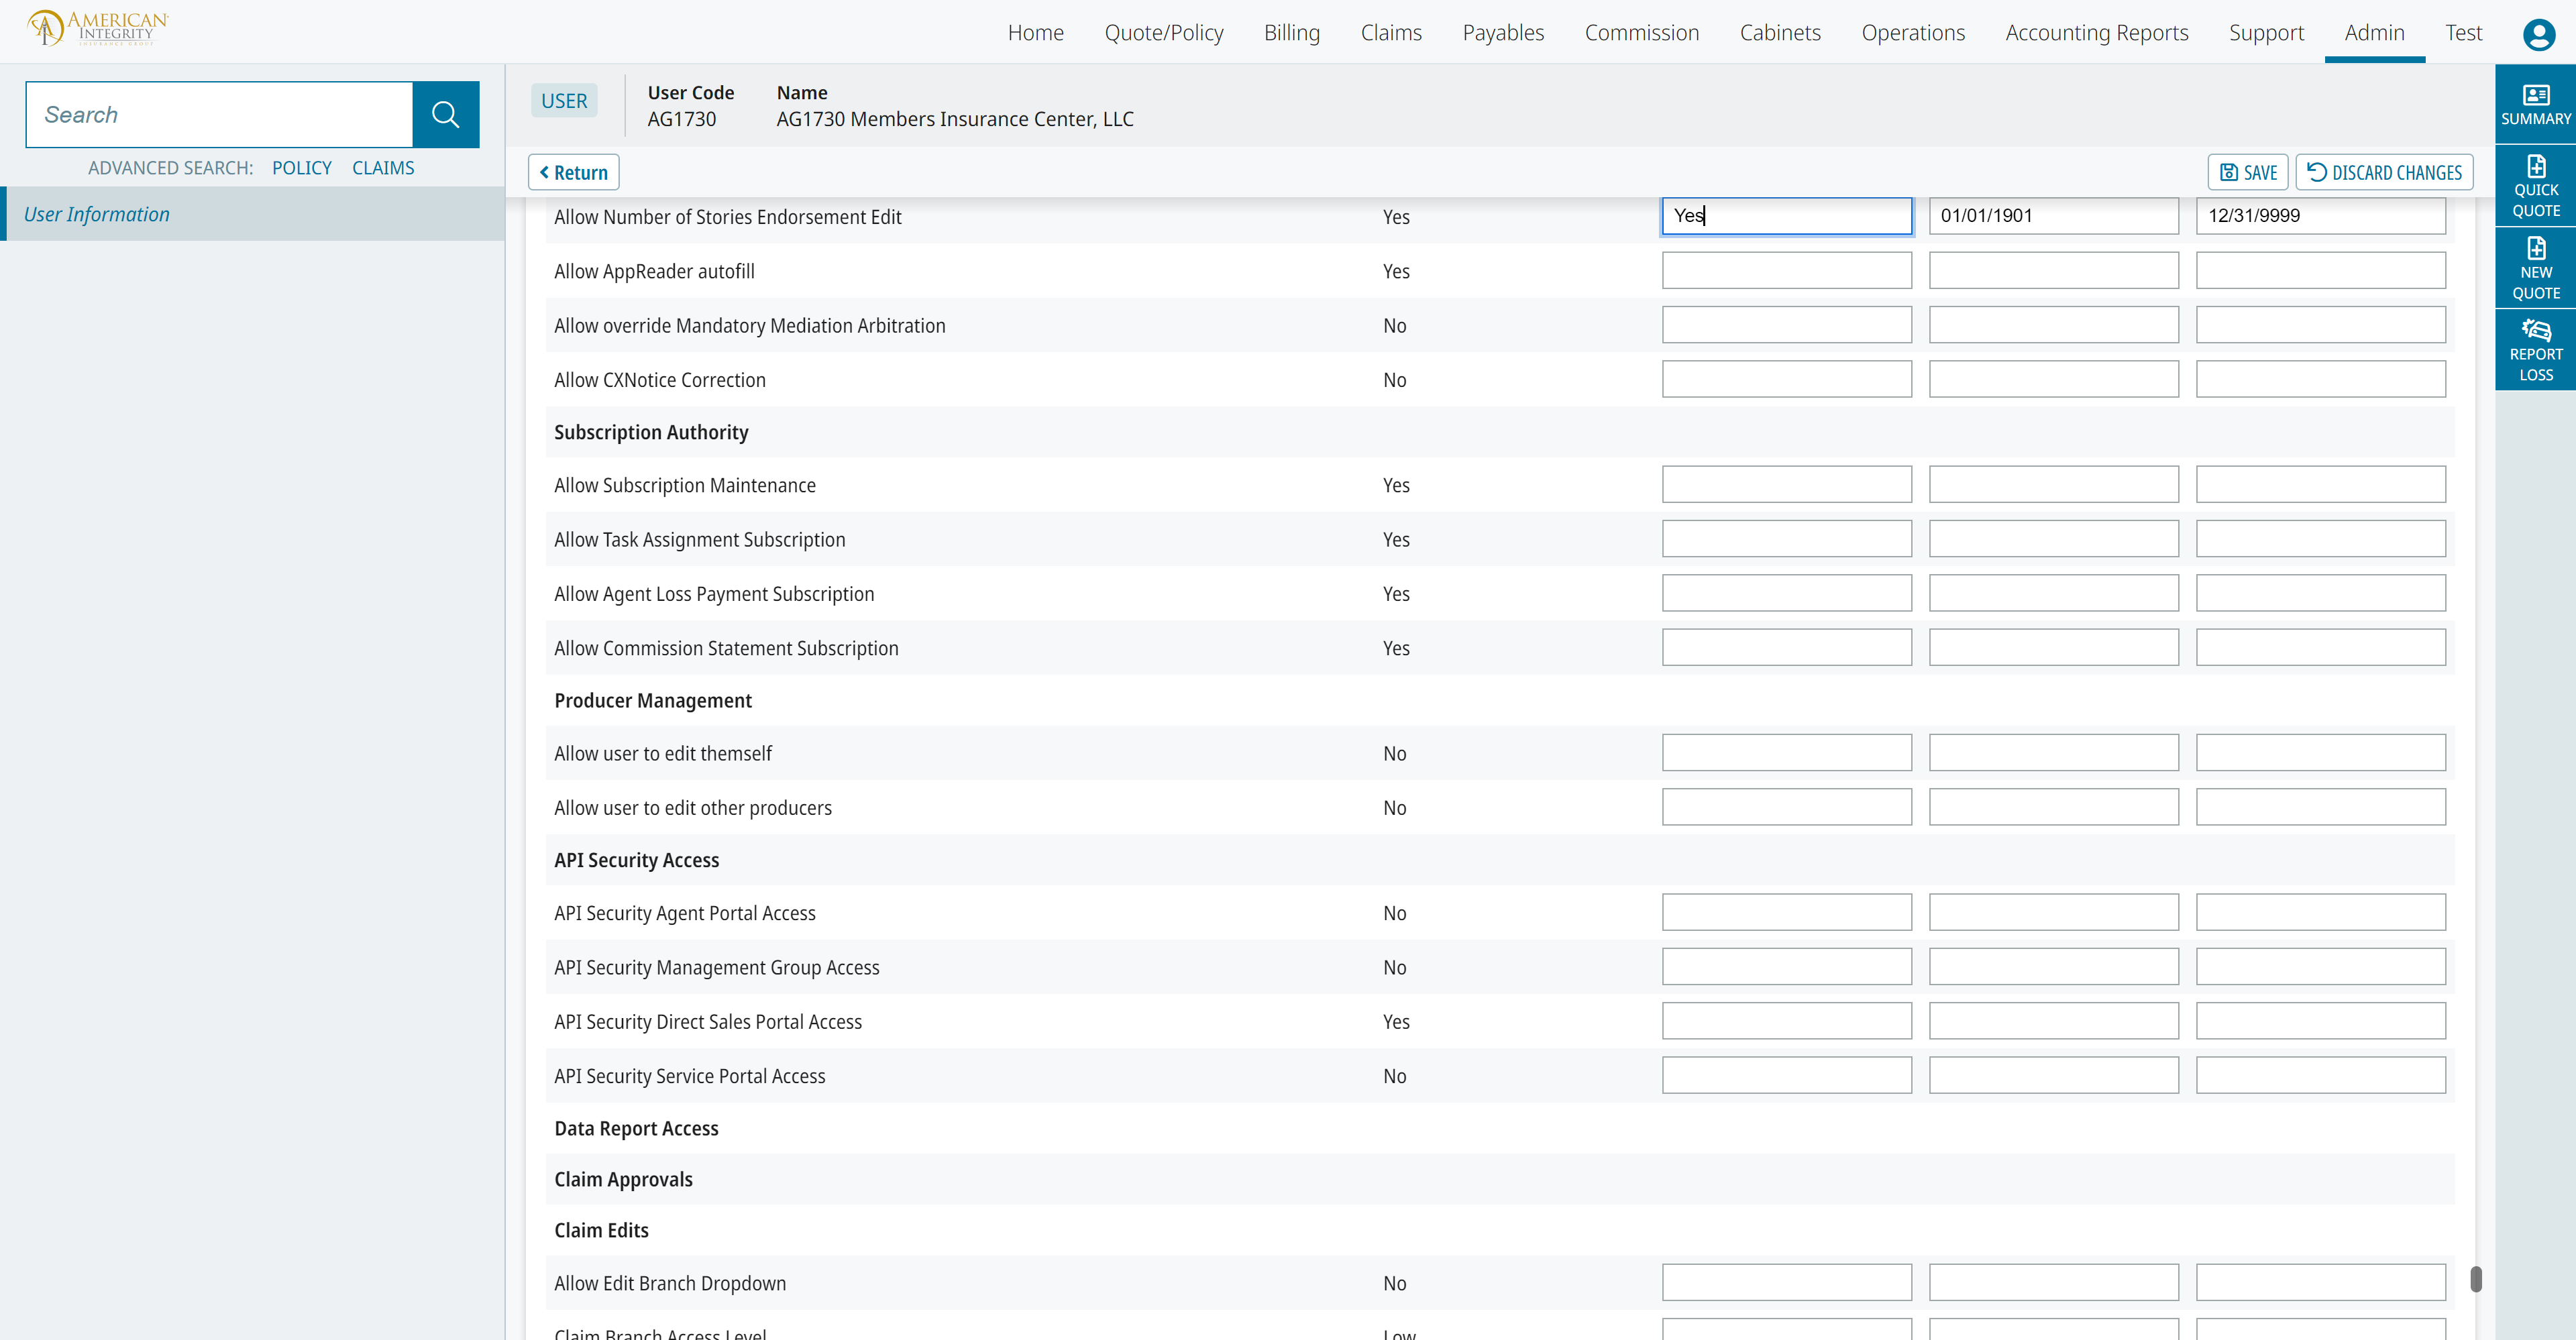 AMERICAN
INTEGRITY
INSURANCE GROUP
Home Quote/Policy Billing Claims Payables Commission Cabinets Operations Accounting Reports Support Admin Test
Search
ADVANCED SEARCH: POLICY CLAIMS
User Information
USER
User Code Name
AG1730 AG1730 Members Insurance Center, LLC
Return
SAVE DISCARD CHANGES
SUMMARY
QUICK
QUOTE
NEW
QUOTE
REPORT
LOSS
Allow Number of Stories Endorsement Edit Yes Yes 01/01/1901 12/31/9999
Allow AppReader autofill Yes
Allow override Mandatory Mediation Arbitration No
Allow CXNotice Correction No
Subscription Authority
Allow Subscription Maintenance Yes
Allow Task Assignment Subscription Yes
Allow Agent Loss Payment Subscription Yes
Allow Commission Statement Subscription Yes
Producer Management
Allow user to edit themself No
Allow user to edit other producers No
API Security Access
API Security Agent Portal Access No
API Security Management Group Access No
API Security Direct Sales Portal Access Yes
API Security Service Portal Access No
Data Report Access
Claim Approvals
Claim Edits
Allow Edit Branch Dropdown No
Claim Branch Access Level Low